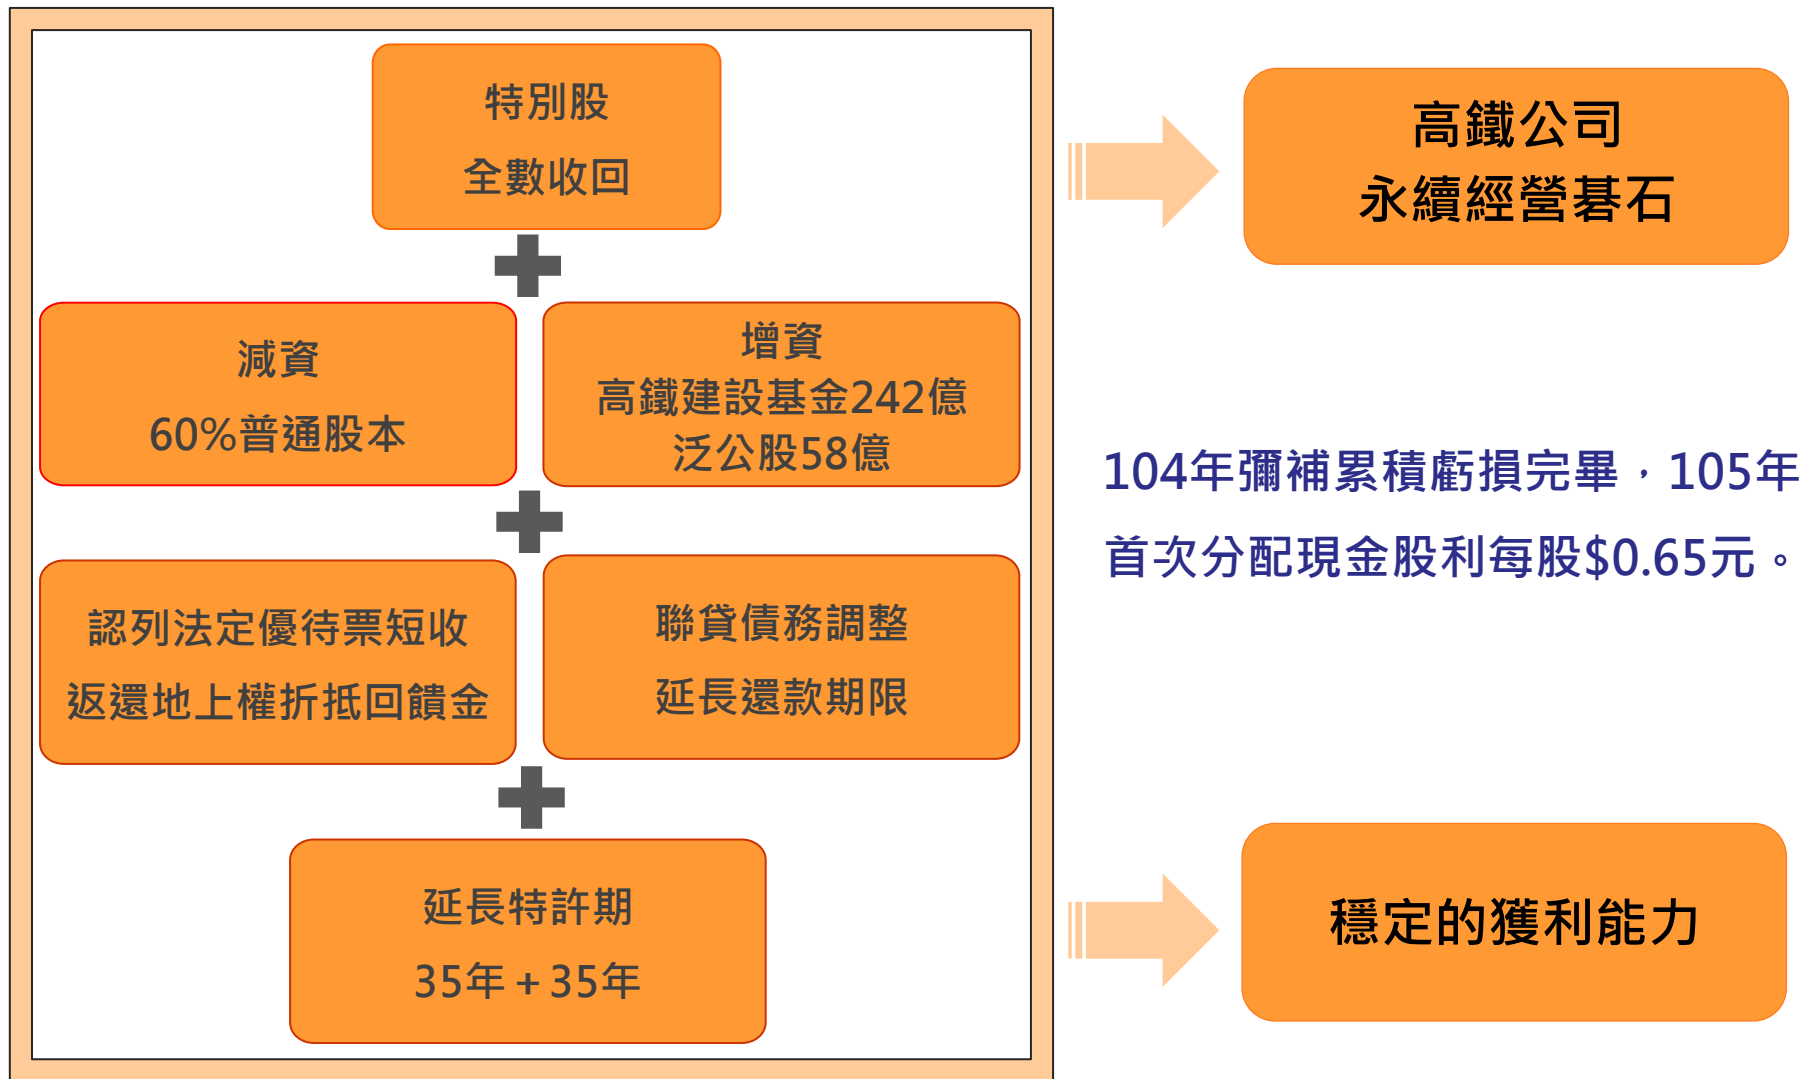 特別股
全數收回
減資
60%普通股本
增資
高鐵建設基金242億
泛公股58億
認列法定優待票短收
返還地上權折抵回饋金
聯貸債務調整
延長還款期限
延長特許期
35年+35年
高鐵公司
永續經營碁石
104年彌補累積虧損完畢，105年
首次分配現金股利每股$0.65元。
穩定的獲利能力